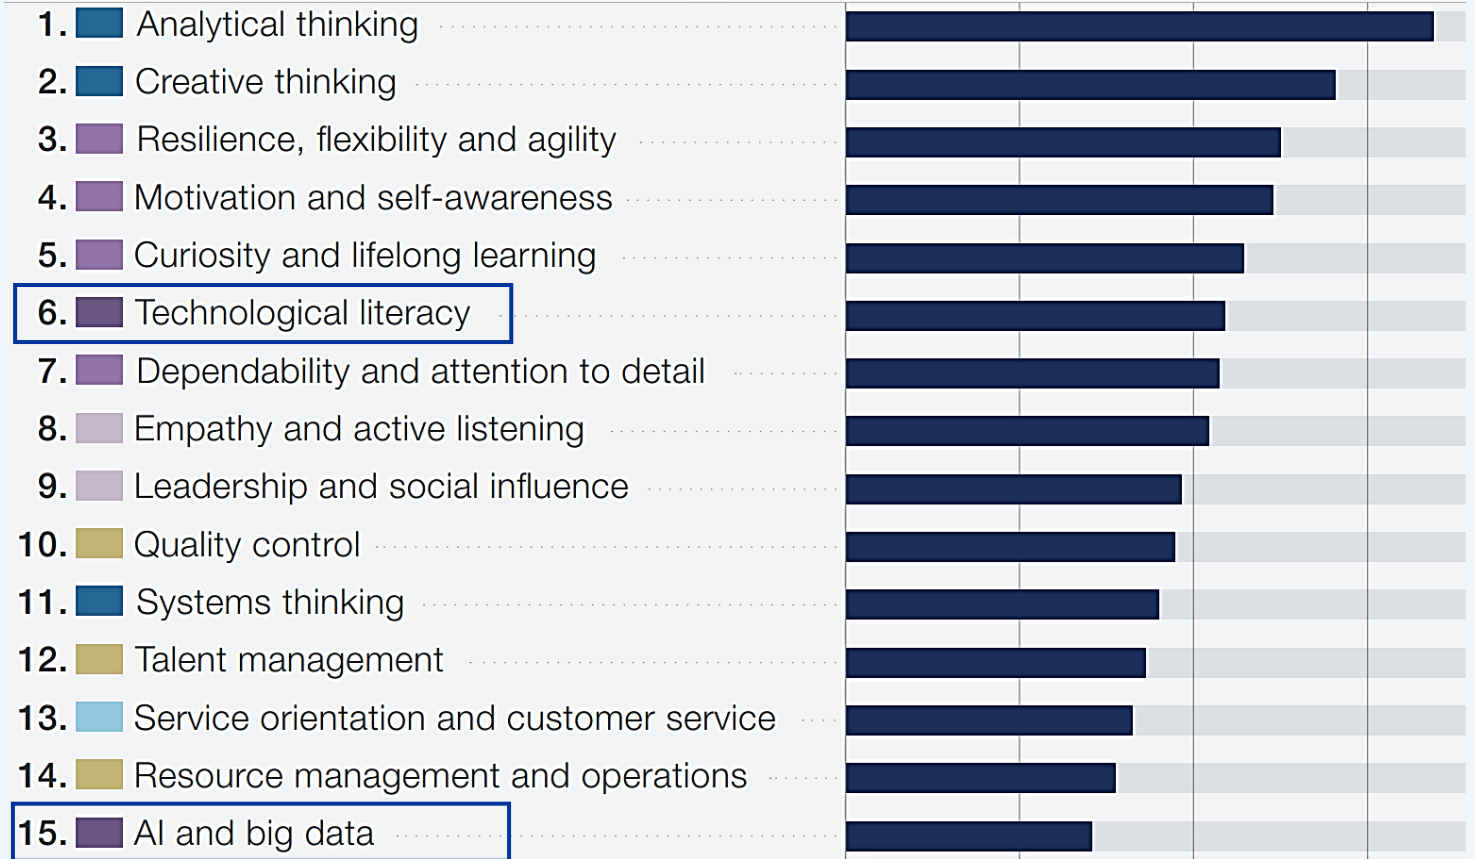 1. Analytical thinking
2. Creative thinking
3. Resilience, flexibility and agility
4. Motivation and self-awareness
5. Curiosity and lifelong learning
6. Technological literacy
7. Dependability and attention to detail
8. Empathy and active listening
9. Leadership and social influence
10. Quality control
11. Systems thinking
12. Talent management
13. Service orientation and customer service
14. Resource management and operations
15. AI and big data